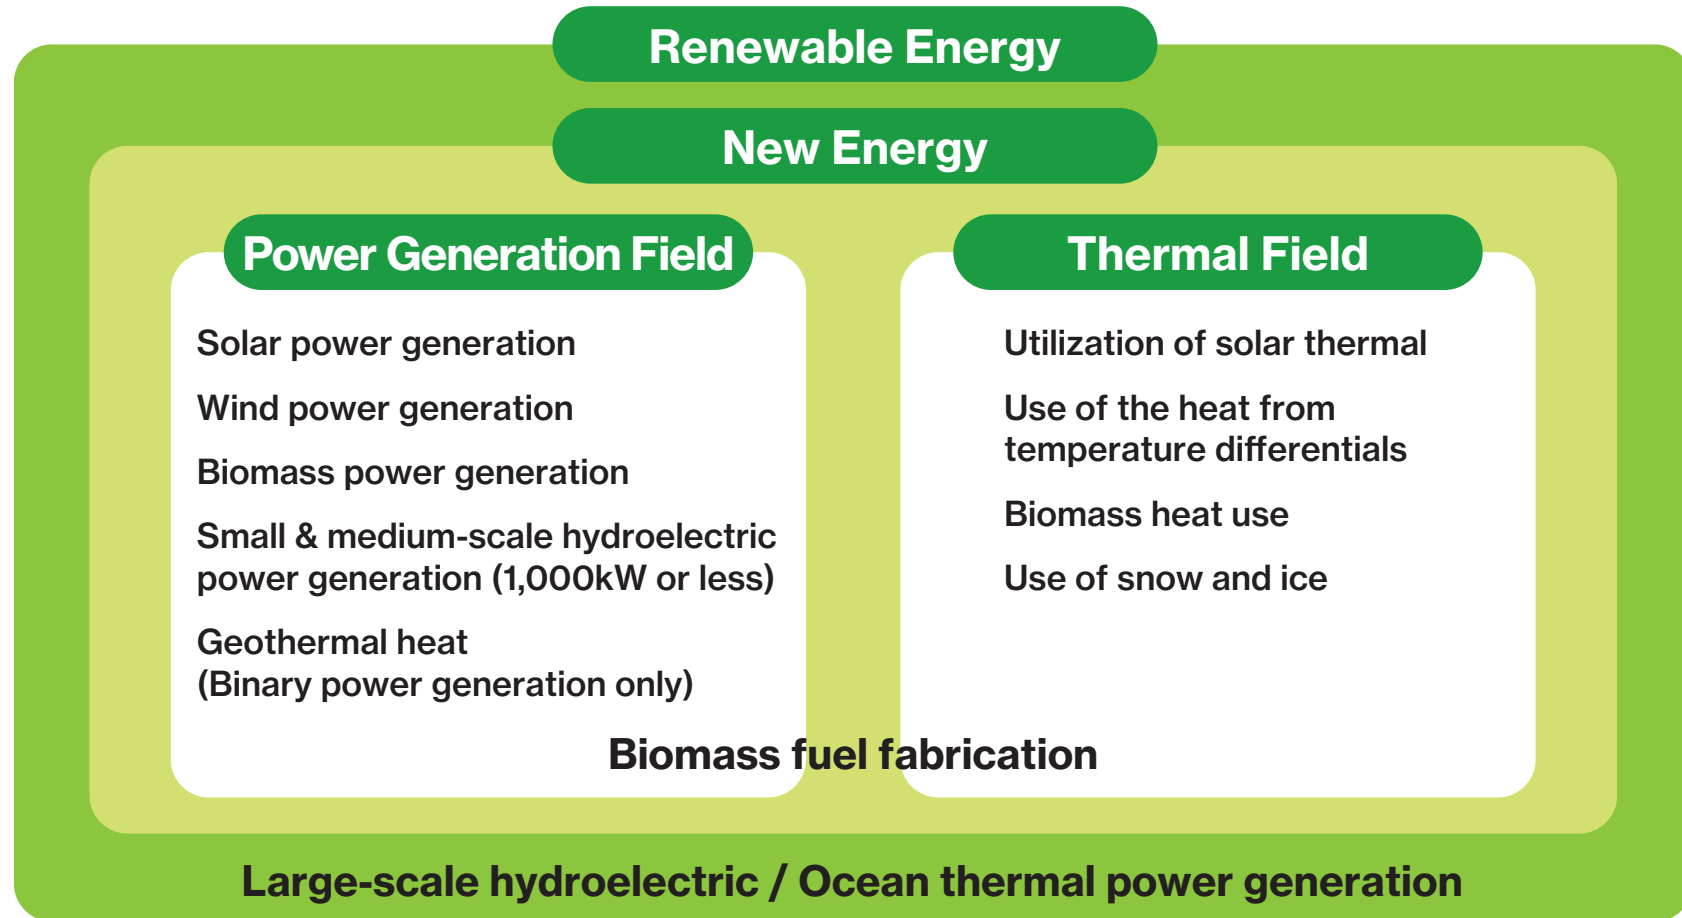 Renewable Energy
New Energy
Power Generation Field
Solar power generation
Wind power generation
Biomass power generation
Small & medium-scale hydroelectric
power generation (1,000kW or less)
Geothermal heat
(Binary power generation only)
Thermal Field
Utilization of solar thermal
Use of the heat from
temperature differentials
Biomass heat use
Use of snow and ice
Biomass fuel fabrication
Large-scale hydroelectric / Ocean thermal power generation